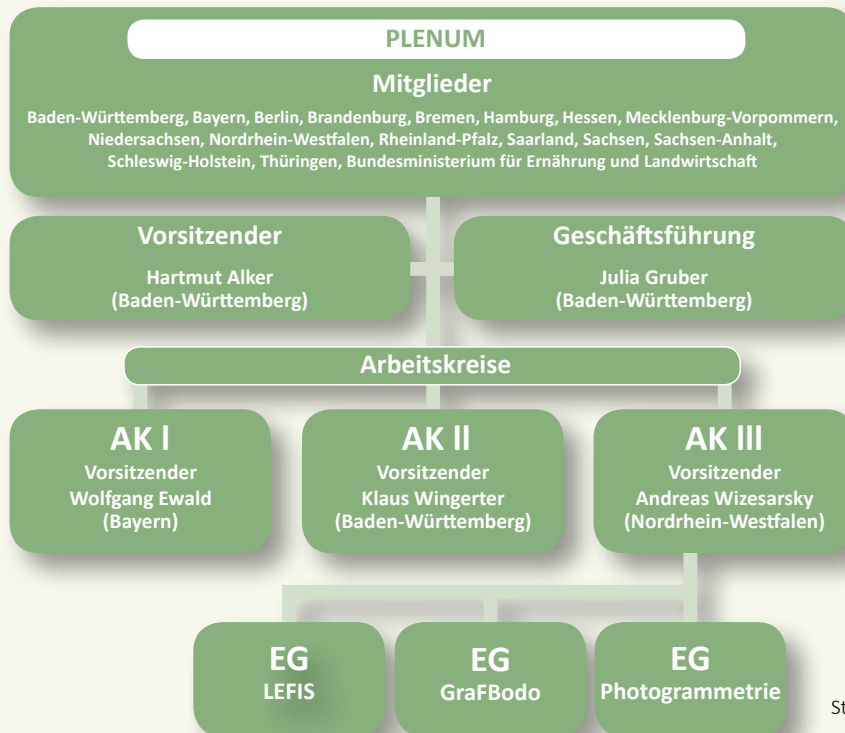 PLENUM
Mitglieder
Baden-Württemberg, Bayern, Berlin, Brandenburg, Bremen, Hamburg, Hessen, Mecklenburg-Vorpommern,
Niedersachsen, Nordrhein-Westfalen, Rheinland-Pfalz, Saarland, Sachsen, Sachsen-Anhalt,
Schleswig-Holstein, Thüringen, Bundesministerium für Ernährung und Landwirtschaft
Vorsitzender
Hartmut Alker
(Baden-Württemberg)
Geschäftsführung
Julia Gruber
(Baden-Württemberg)
Arbeitskreise
AK I
Vorsitzender
Wolfgang Ewald
(Bayern)
AK II
Vorsitzender
Klaus Wingerter
(Baden-Württemberg)
AK III
Vorsitzender
Andreas Wizesarsky
(Nordrhein-Westfalen)
EG
LEFIS
EG
GraFBodo
EG
Photogrammetrie
St